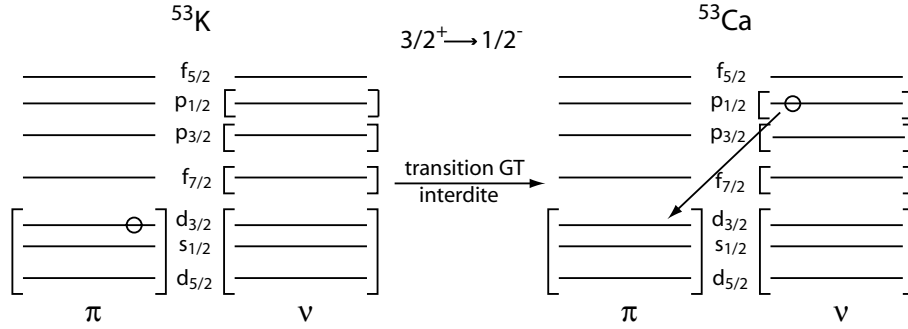 ⁵³K
3/2⁺ ⟶ 1/2⁻
⁵³Ca
f₅/₂
p₁/₂
p₃/₂
f₇/₂
d₃/₂
s₁/₂
d₅/₂
π
ν
transition GT
interdite
f₅/₂
p₁/₂
p₃/₂
f₇/₂
d₃/₂
s₁/₂
d₅/₂
π
ν